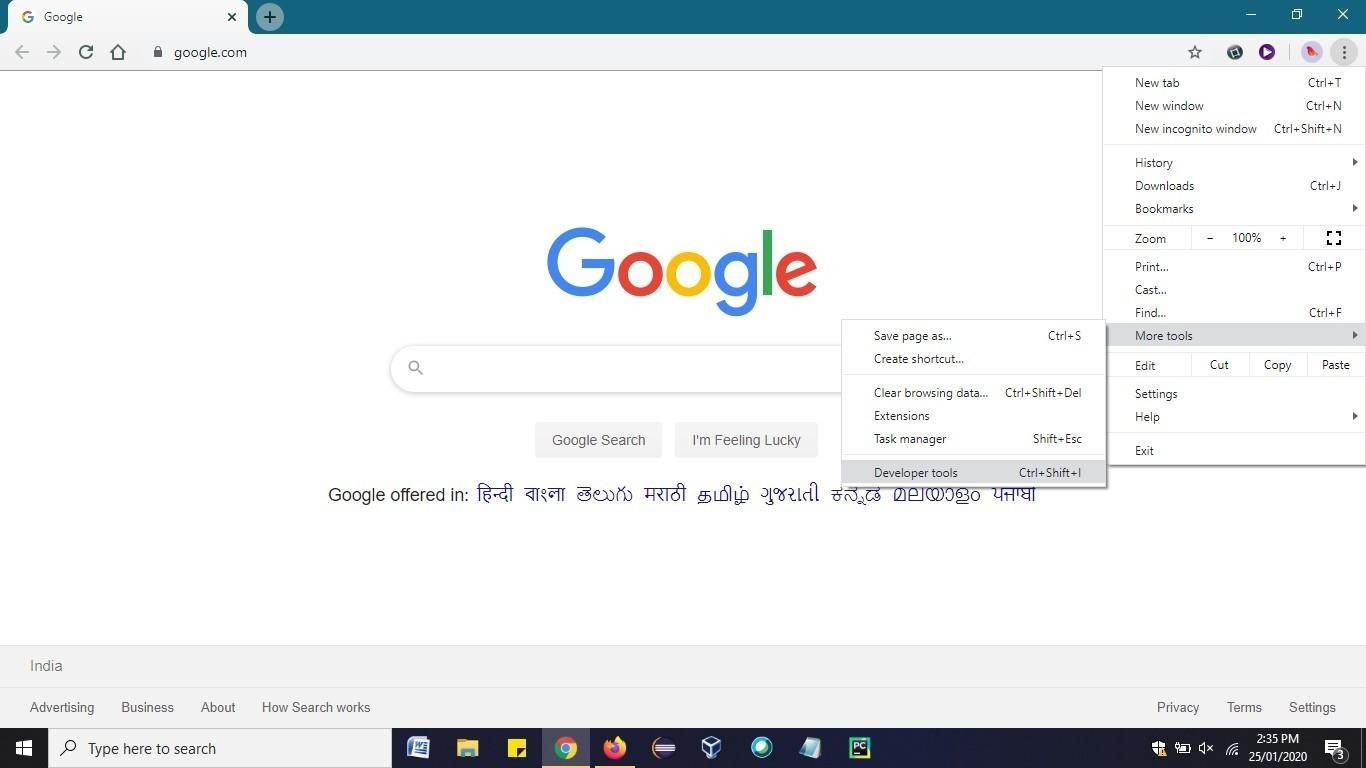 Google
google.com
New tab Ctrl+T
New window Ctrl+N
New incognito window Ctrl+Shift+N
History
Downloads Ctrl+J
Bookmarks
Zoom - 100% +
Print... Ctrl+P
Cast...
Find... Ctrl+F
More tools
Edit Cut Copy Paste
Settings
Help
Exit
Save page as... Ctrl+S
Create shortcut...
Clear browsing data... Ctrl+Shift+Del
Extensions
Task manager Shift+Esc
Developer tools Ctrl+Shift+I
Google
Google Search I'm Feeling Lucky
Google offered in: हिन्दी বাংলা తెలుగు मराठी தமிழ் ગુજરાતી ಕನ್ನಡ മലയാളം ਪੰਜਾਬੀ
India
Advertising Business About How Search works Privacy Terms Settings
Type here to search
W
PC
2:35 PM
25/01/2020
3